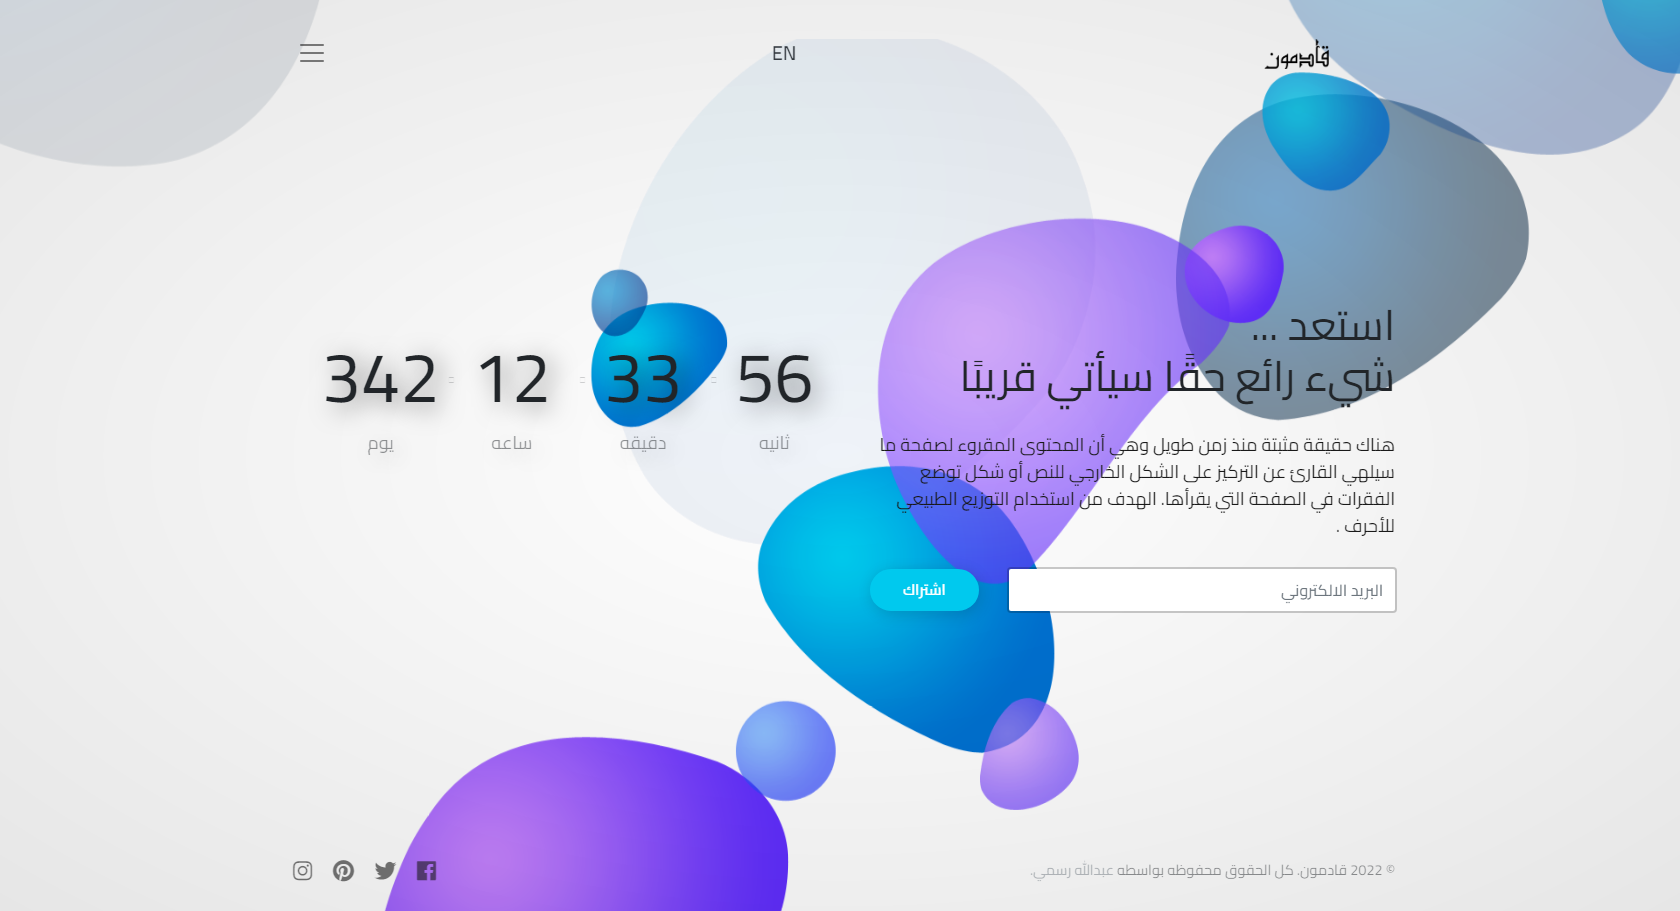 قادمون
EN
استعد ...
شيء رائع حقًا سيأتي قريبًا
هناك حقيقة مثبتة منذ زمن طويل وهي أن المحتوى المقروء لصفحة ما
سيلهي القارئ عن التركيز على الشكل الخارجي للنص أو شكل توضع
الفقرات في الصفحة التي يقرأها. الهدف من استخدام التوزيع الطبيعي
للأحرف .
البريد الالكتروني
اشتراك
342 : 12 : 33 : 56
يوم ساعه دقيقه ثانيه
© 2022 قادمون. كل الحقوق محفوظه بواسطه عبدالله رسمي.